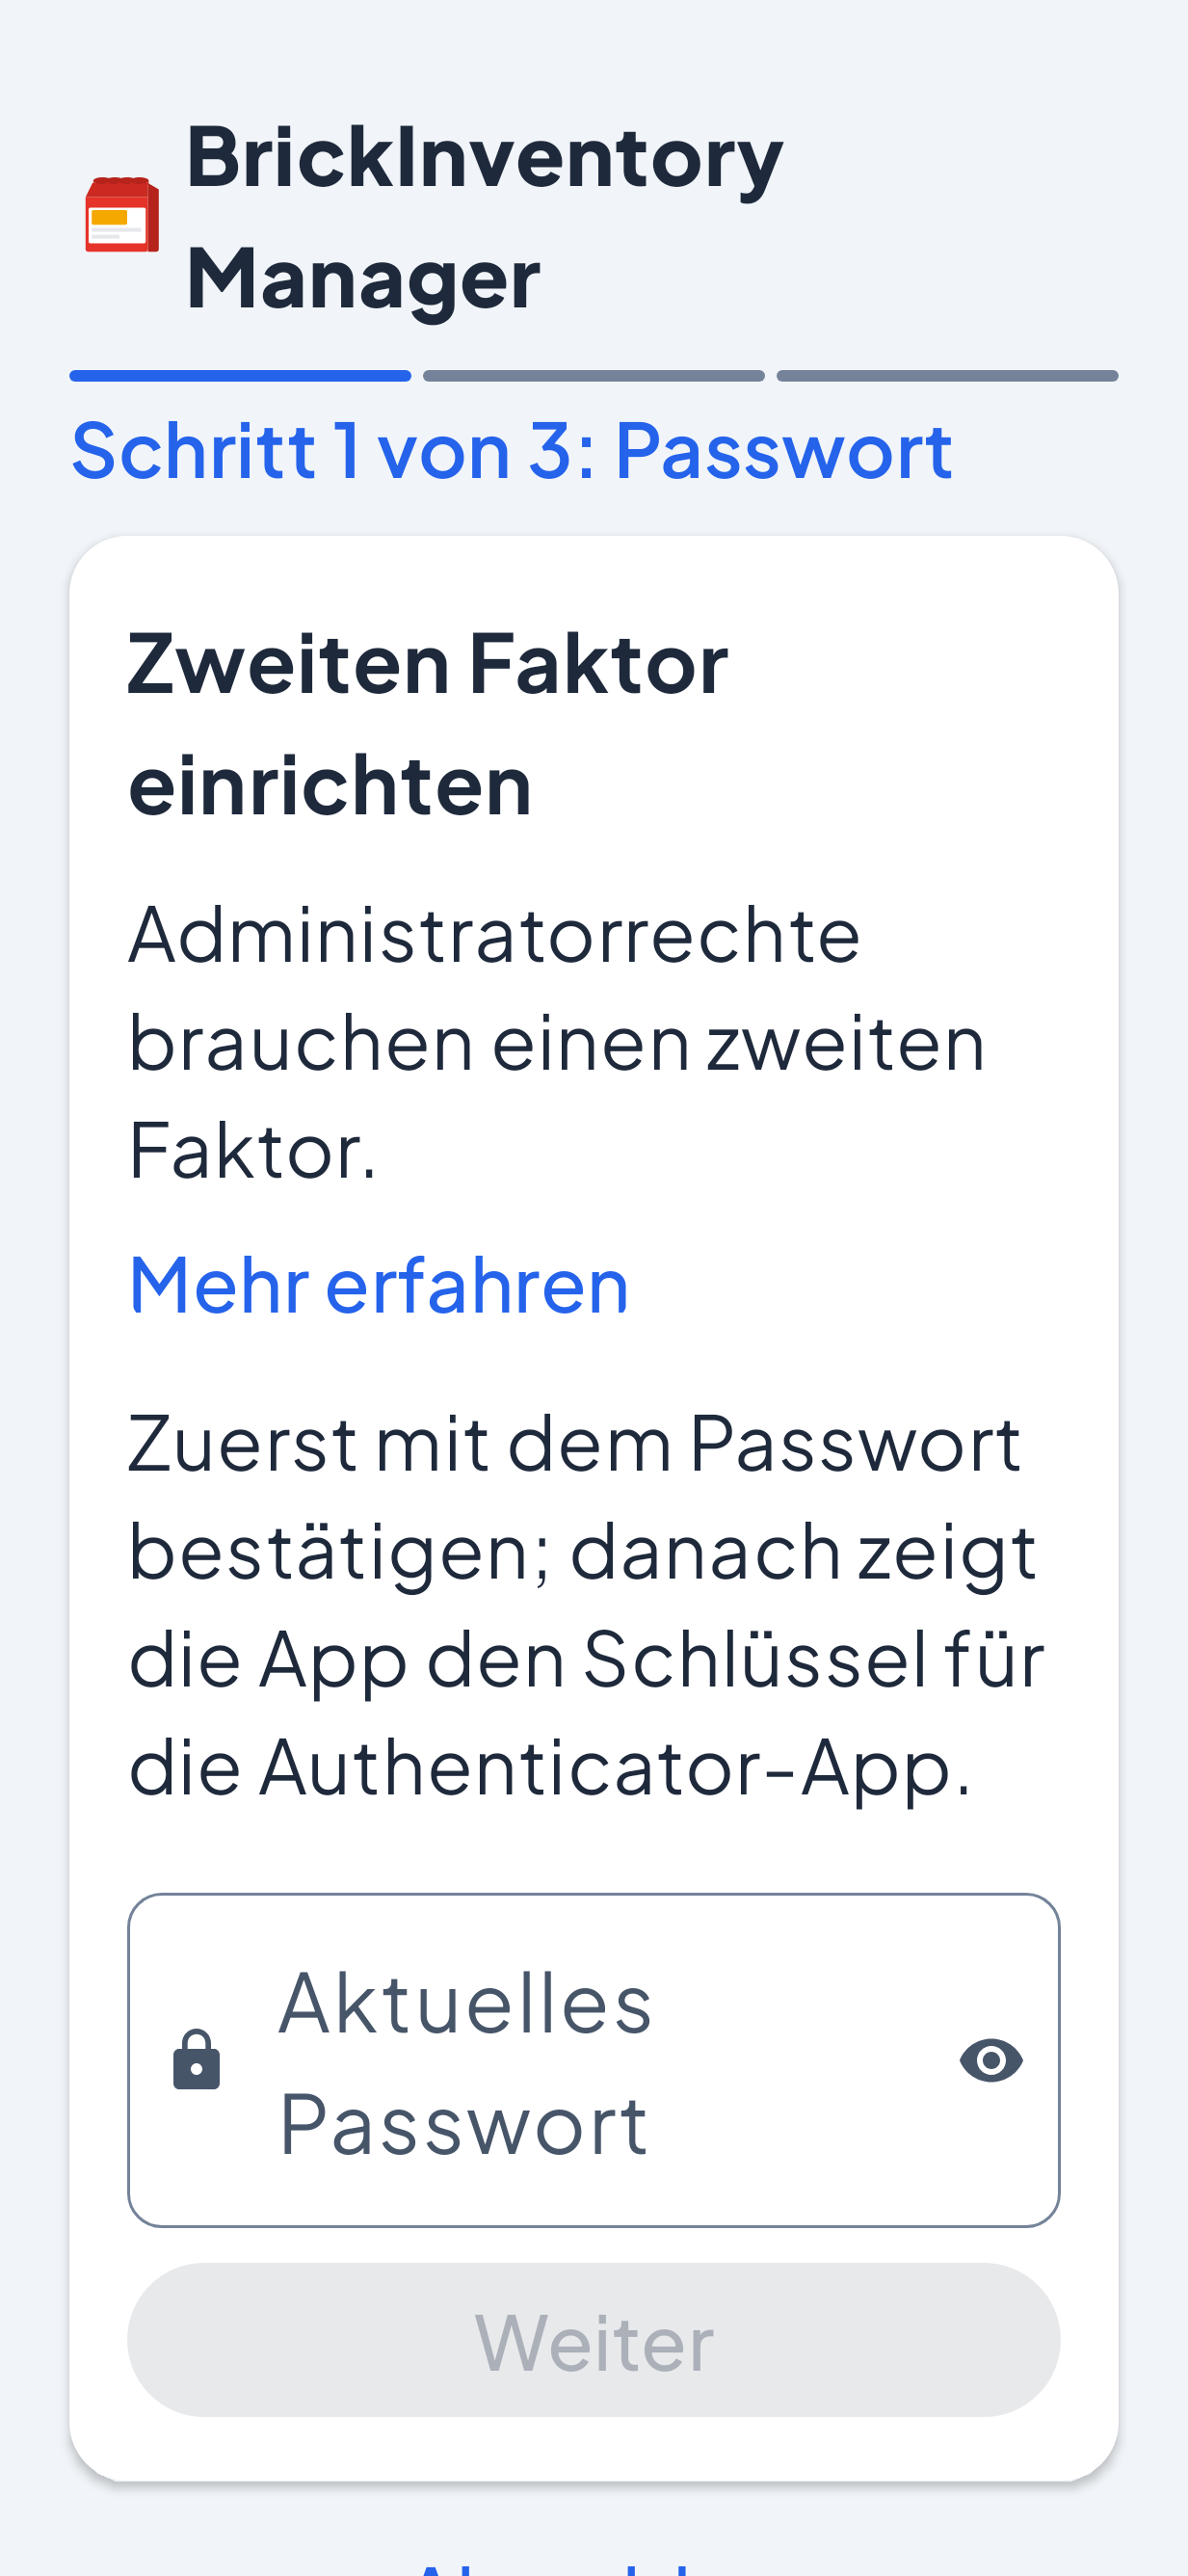 BrickInventory
Manager
Schritt 1 von 3: Passwort
Zweiten Faktor
einrichten
Administratorrechte
brauchen einen zweiten
Faktor.
Mehr erfahren
Zuerst mit dem Passwort
bestätigen; danach zeigt
die App den Schlüssel für
die Authenticator-App.
Aktuelles
Passwort
Weiter